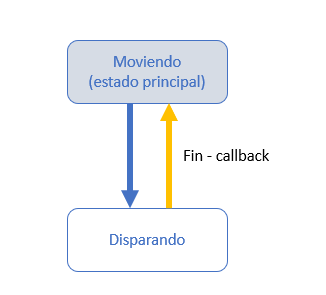 Moviendo
(estado principal)
Fin - callback
Disparando